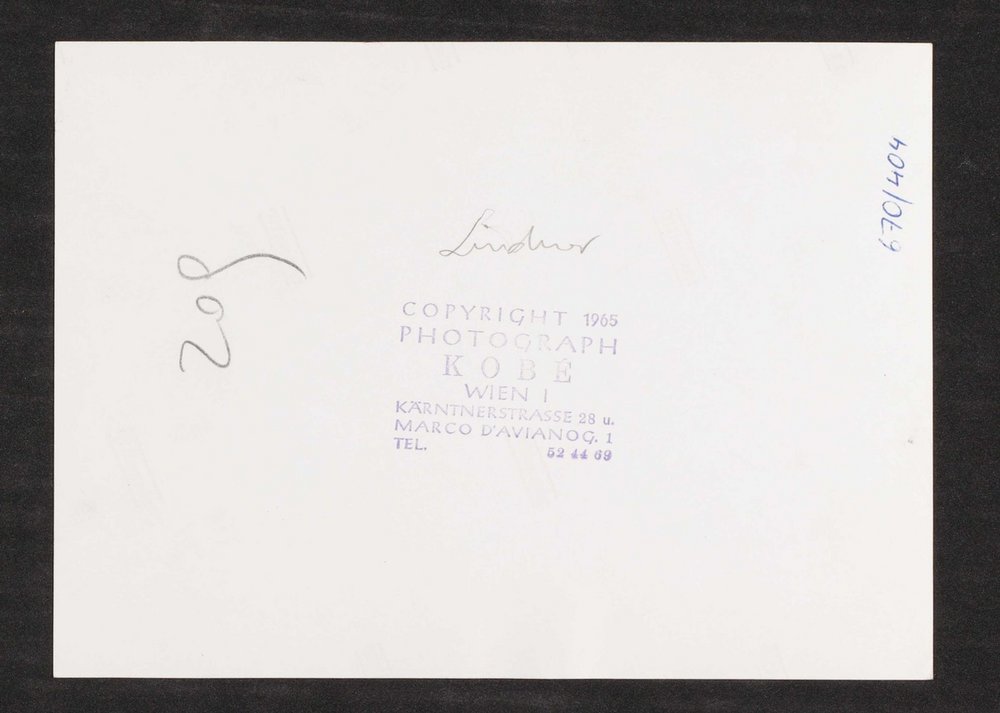 Lindner
COPYRIGHT 1965
PHOTOGRAPH
KOBÉ
WIEN I
KÄRNTNERSTRASSE 28 u.
MARCO D'AVIANOG. 1
TEL. 52 44 69
208
670/404